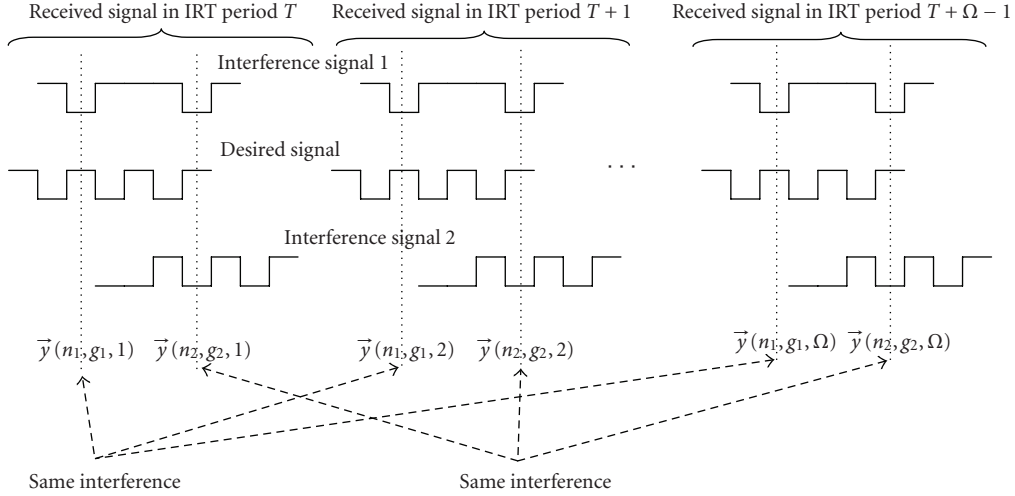 Received signal in IRT period T
Received signal in IRT period T + 1
Received signal in IRT period T + Ω − 1
Interference signal 1
Desired signal
...
Interference signal 2
y⃗(n₁, g₁, 1)
y⃗(n₂, g₂, 1)
y⃗(n₁, g₁, 2)
y⃗(n₂, g₂, 2)
y⃗(n₁, g₁, Ω)
y⃗(n₂, g₂, Ω)
Same interference
Same interference